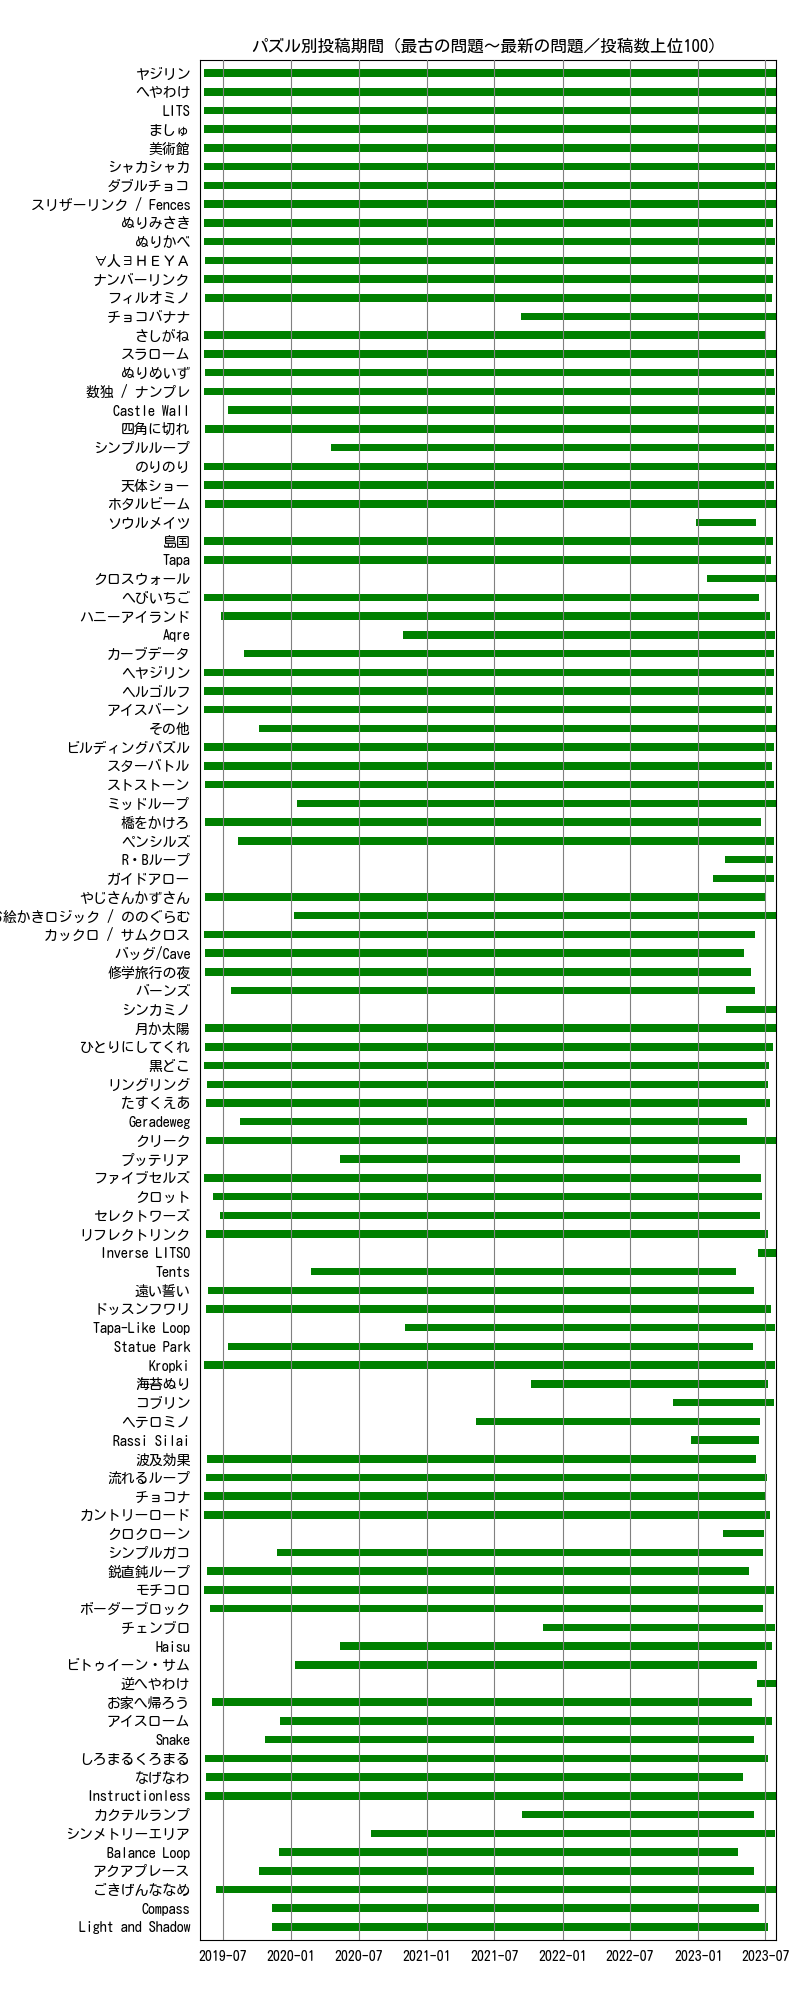 パズル別投稿期間（最古の問題～最新の問題／投稿数上位100）
ヤジリン
へやわけ
LITS
ましゅ
美術館
シャカシャカ
ダブルチョコ
スリザーリンク / Fences
ぬりみさき
ぬりかべ
∀人ヨＨＥＹＡ
ナンバーリンク
フィルオミノ
チョコバナナ
さしがね
スラローム
ぬりめいず
数独 / ナンプレ
Castle Wall
四角に切れ
シンプルループ
のりのり
天体ショー
ホタルビーム
ソウルメイツ
島国
Tapa
クロスウォール
へびいちご
ハニーアイランド
Aqre
カーブデータ
ヘヤジリン
ヘルゴルフ
アイスバーン
その他
ビルディングパズル
スターバトル
ストストーン
ミッドループ
橋をかけろ
ペンシルズ
R・Bループ
ガイドアロー
やじさんかずさん
絵かきロジック / ののぐらむ
カックロ / サムクロス
バッグ/Cave
修学旅行の夜
バーンズ
シンカミノ
月か太陽
ひとりにしてくれ
黒どこ
リングリング
たすくえあ
Geradeweg
クリーク
プッテリア
ファイブセルズ
クロット
セレクトワーズ
リフレクトリンク
Inverse LITSO
Tents
遠い誓い
ドッスンフワリ
Tapa-Like Loop
Statue Park
Kropki
海苔ぬり
コブリン
ヘテロミノ
Rassi Silai
波及効果
流れるループ
チョコナ
カントリーロード
クロクローン
シンプルガコ
鋭直鈍ループ
モチコロ
ボーダーブロック
チェンブロ
Haisu
ビトゥイーン・サム
逆へやわけ
お家へ帰ろう
アイスローム
Snake
しろまるくろまる
なげなわ
Instructionless
カクテルランプ
シンメトリーエリア
Balance Loop
アクアプレース
ごきげんななめ
Compass
Light and Shadow
2019-07 2020-01 2020-07 2021-01 2021-07 2022-01 2022-07 2023-01 2023-07